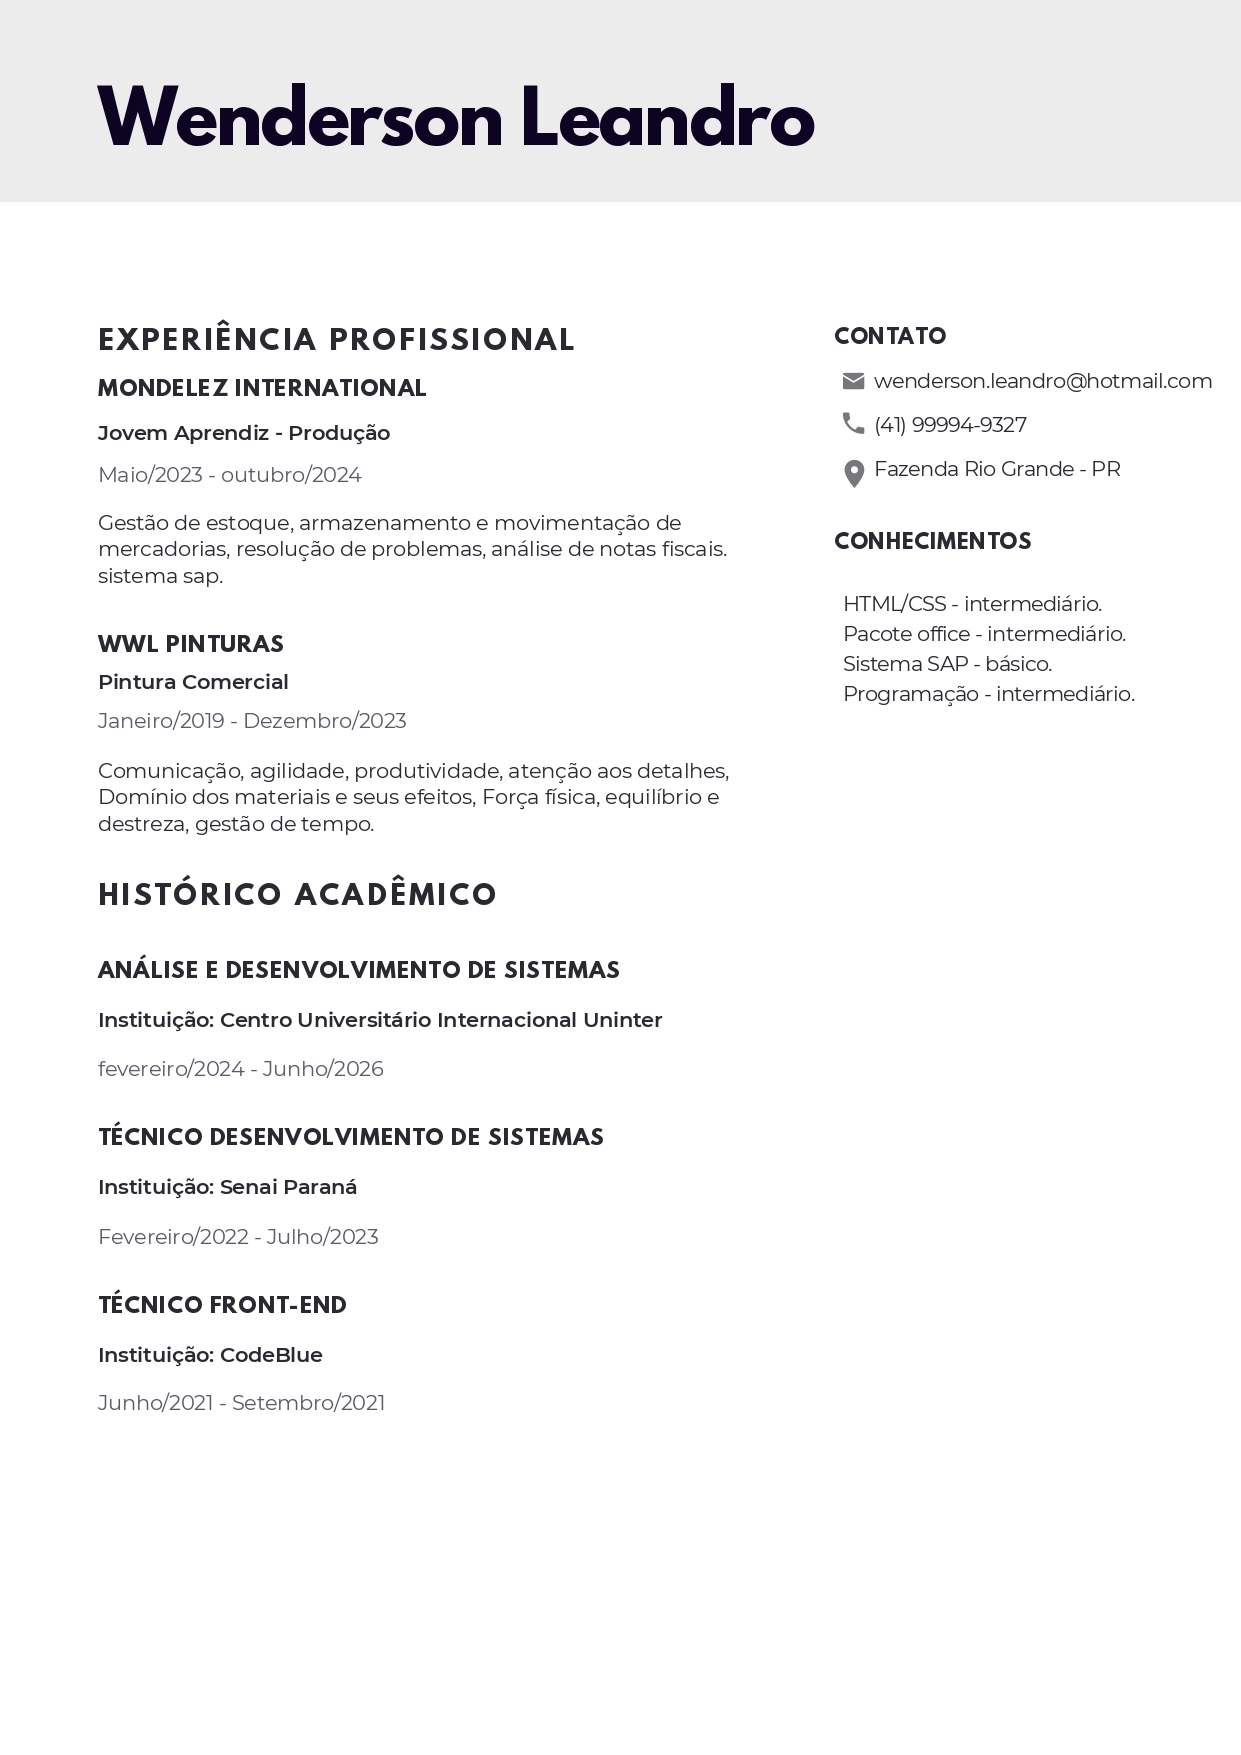 Wenderson Leandro
EXPERIÊNCIA PROFISSIONAL
MONDELEZ INTERNATIONAL
Jovem Aprendiz - Produção
Maio/2023 - outubro/2024
Gestão de estoque, armazenamento e movimentação de
mercadorias, resolução de problemas, análise de notas fiscais.
sistema sap.
WWL PINTURAS
Pintura Comercial
Janeiro/2019 - Dezembro/2023
Comunicação, agilidade, produtividade, atenção aos detalhes,
Domínio dos materiais e seus efeitos, Força física, equilíbrio e
destreza, gestão de tempo.
HISTÓRICO ACADÊMICO
ANÁLISE E DESENVOLVIMENTO DE SISTEMAS
Instituição: Centro Universitário Internacional Uninter
fevereiro/2024 - Junho/2026
TÉCNICO DESENVOLVIMENTO DE SISTEMAS
Instituição: Senai Paraná
Fevereiro/2022 - Julho/2023
TÉCNICO FRONT-END
Instituição: CodeBlue
Junho/2021 - Setembro/2021
CONTATO
wenderson.leandro@hotmail.com
(41) 99994-9327
Fazenda Rio Grande - PR
CONHECIMENTOS
HTML/CSS - intermediário.
Pacote office - intermediário.
Sistema SAP - básico.
Programação - intermediário.